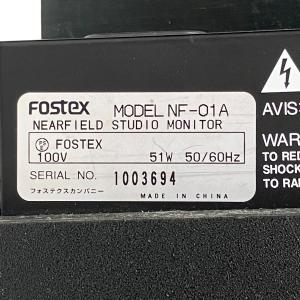 Fostex MODEL NF-01A
NEARFIELD STUDIO MONITOR
FOSTEX
100V 51W 50/60Hz
SERIAL NO. 1003694
フォステクスカンパニー MADE IN CHINA
AVIS
WAR
TO RED
SHOCK
TO RAI